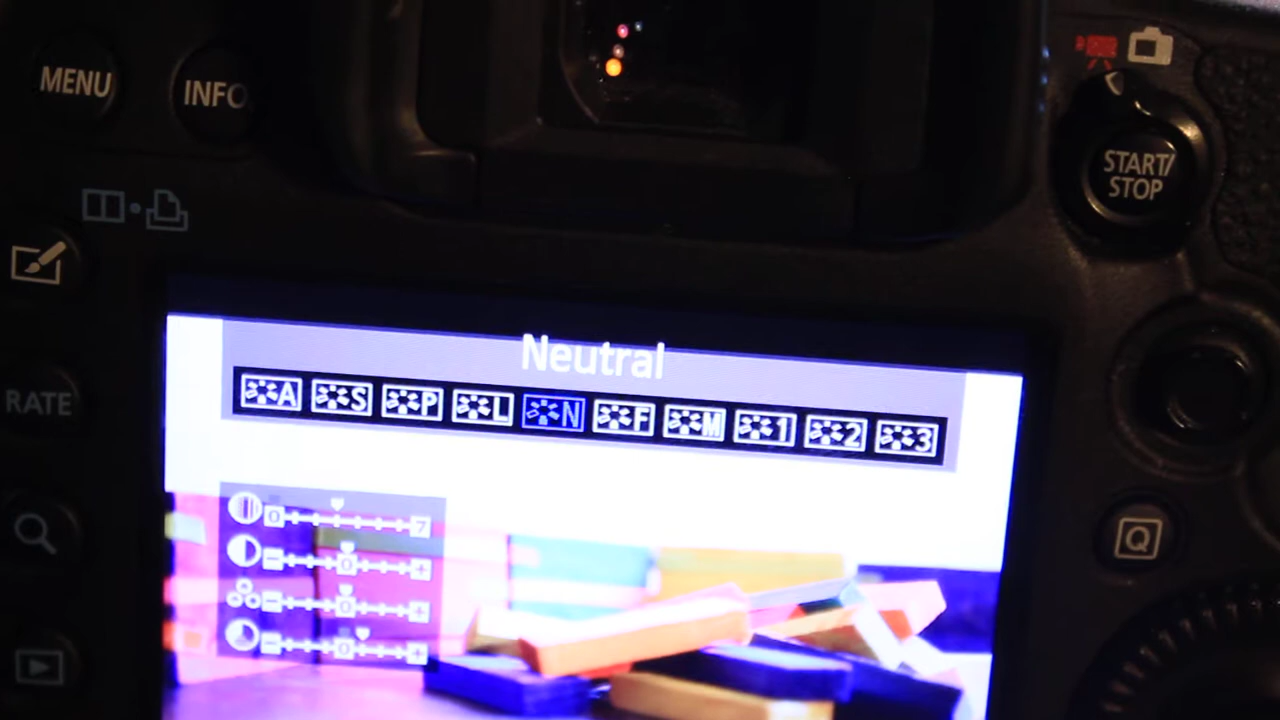 MENU
INFO
START/
STOP
RATE
Q
Neutral
A S P L N F M 1 2 3
0 7
- 0 +
- 0 +
- 0 +